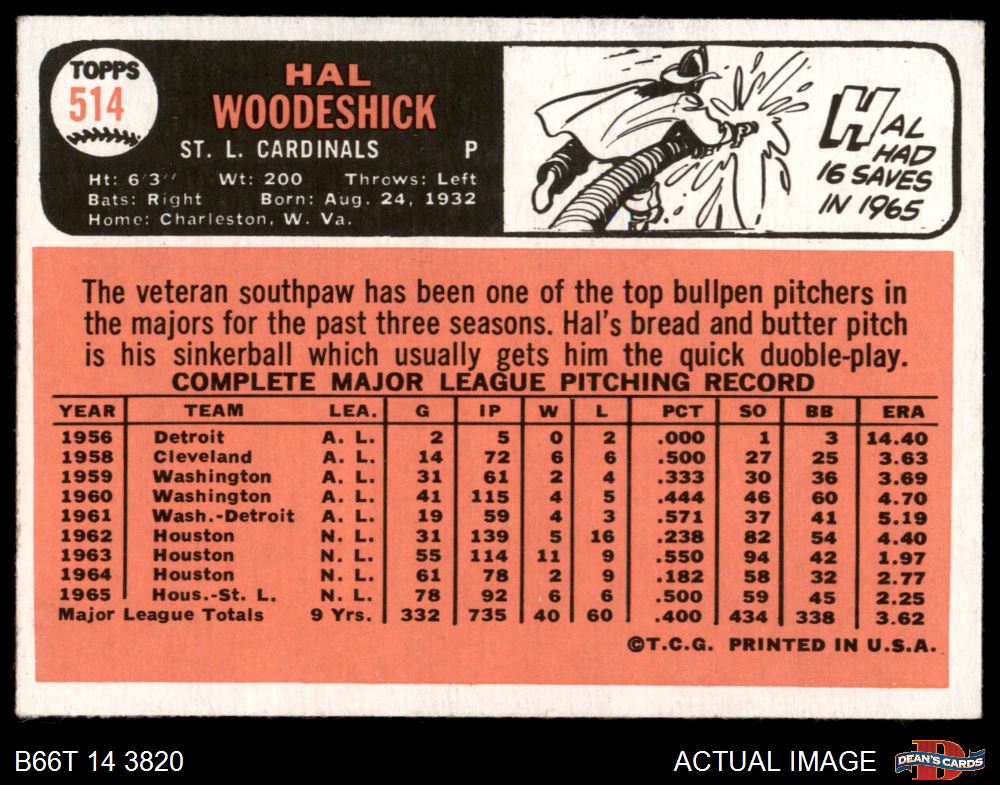 TOPPS
514
HAL
WOODESHICK
ST. L. CARDINALS P
Ht: 6'3" Wt: 200 Throws: Left
Bats: Right Born: Aug. 24, 1932
Home: Charleston, W. Va.
HAL
HAD
16 SAVES
IN 1965
The veteran southpaw has been one of the top bullpen pitchers in
the majors for the past three seasons. Hal's bread and butter pitch
is his sinkerball which usually gets him the quick duoble-play.
COMPLETE MAJOR LEAGUE PITCHING RECORD
YEAR TEAM LEA. G IP W L PCT SO BB ERA
1956 Detroit A. L. 2 5 0 2 .000 1 3 14.40
1958 Cleveland A. L. 14 72 6 6 .500 27 25 3.63
1959 Washington A. L. 31 61 2 4 .333 30 36 3.69
1960 Washington A. L. 41 115 4 5 .444 46 60 4.70
1961 Wash.-Detroit A. L. 19 59 4 3 .571 37 41 5.19
1962 Houston N. L. 31 139 5 16 .238 82 54 4.40
1963 Houston N. L. 55 114 11 9 .550 94 42 1.97
1964 Houston N. L. 61 78 2 9 .182 58 32 2.77
1965 Hous.-St. L. N. L. 78 92 6 6 .500 59 45 2.25
Major League Totals 9 Yrs. 332 735 40 60 .400 434 338 3.62
©T.C.G. PRINTED IN U.S.A.
B66T 14 3820 ACTUAL IMAGE
D
DEAN'S CARDS